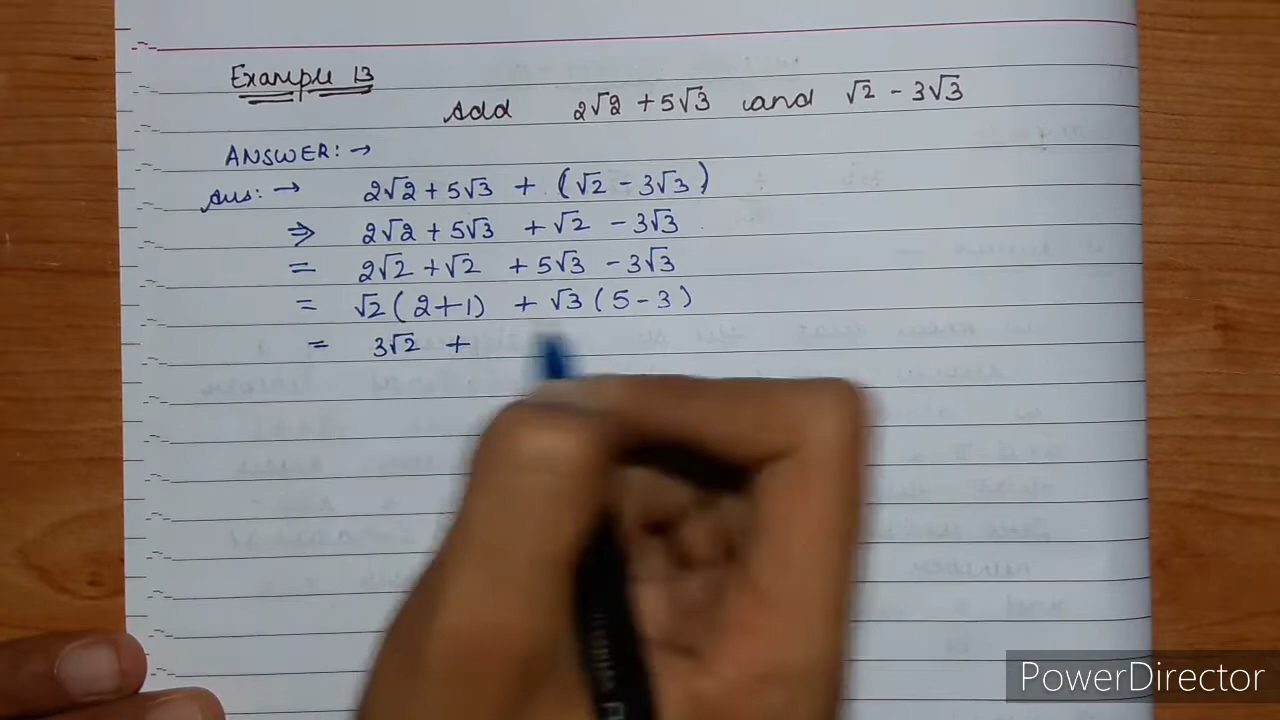 Example 13
Add 2√2 + 5√3 and √2 - 3√3
ANSWER: →
Ans: → 2√2 + 5√3 + (√2 - 3√3)
⇒ 2√2 + 5√3 + √2 - 3√3
= 2√2 + √2 + 5√3 - 3√3
= √2 (2+1) + √3 (5-3)
= 3√2 +
PowerDirector